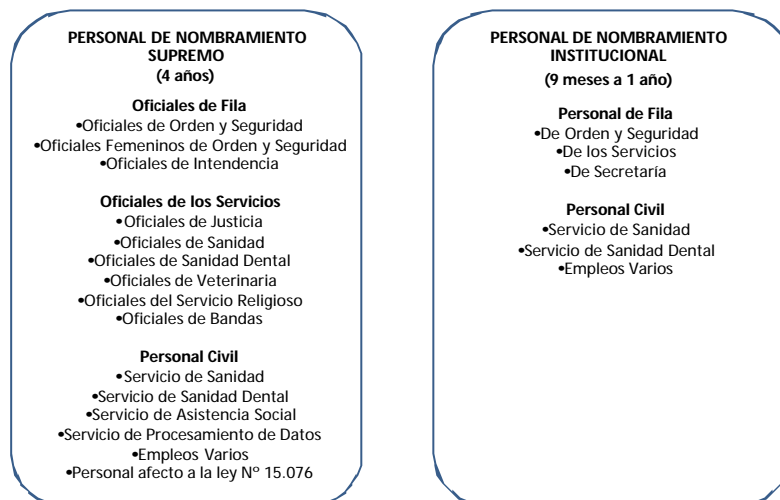 PERSONAL DE NOMBRAMIENTO
SUPREMO
(4 años)
Oficiales de Fila
•Oficiales de Orden y Seguridad
•Oficiales Femeninos de Orden y Seguridad
•Oficiales de Intendencia
Oficiales de los Servicios
•Oficiales de Justicia
•Oficiales de Sanidad
•Oficiales de Sanidad Dental
•Oficiales de Veterinaria
•Oficiales del Servicio Religioso
•Oficiales de Bandas
Personal Civil
•Servicio de Sanidad
•Servicio de Sanidad Dental
•Servicio de Asistencia Social
•Servicio de Procesamiento de Datos
•Empleos Varios
•Personal afecto a la ley Nº 15.076
PERSONAL DE NOMBRAMIENTO
INSTITUCIONAL
(9 meses a 1 año)
Personal de Fila
•De Orden y Seguridad
•De los Servicios
•De Secretaría
Personal Civil
•Servicio de Sanidad
•Servicio de Sanidad Dental
•Empleos Varios